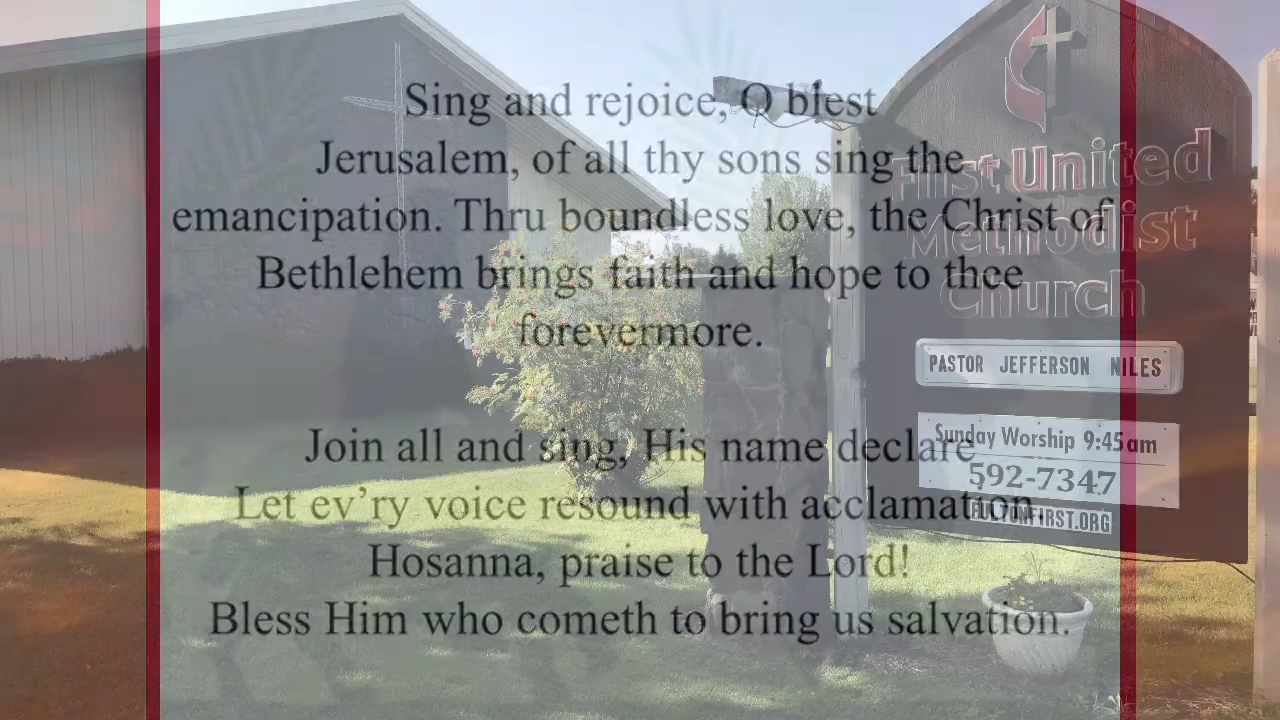 Sing and rejoice, O blest
Jerusalem, of all thy sons sing the
emancipation. Thru boundless love, the Christ of
Bethlehem brings faith and hope to thee
forevermore.
Join all and sing, His name declare
Let ev’ry voice resound with acclamation.
Hosanna, praise to the Lord!
Bless Him who cometh to bring us salvation.
First United
Methodist
Church
PASTOR JEFFERSON NILES
Sunday Worship 9:45am
592-7347
FULTONFIRST.ORG